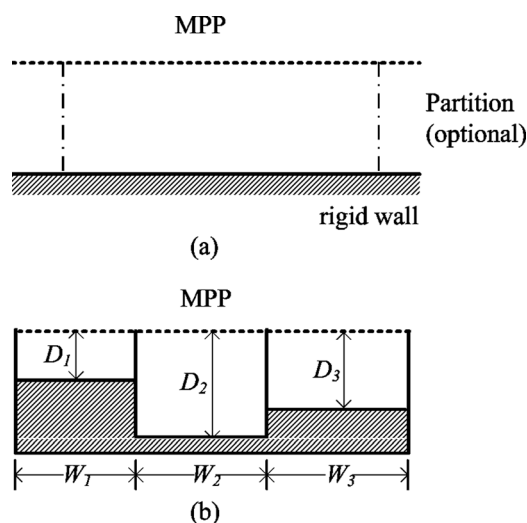 MPP
Partition
(optional)
rigid wall
(a)
MPP
D1
D2
D3
W1
W2
W3
(b)